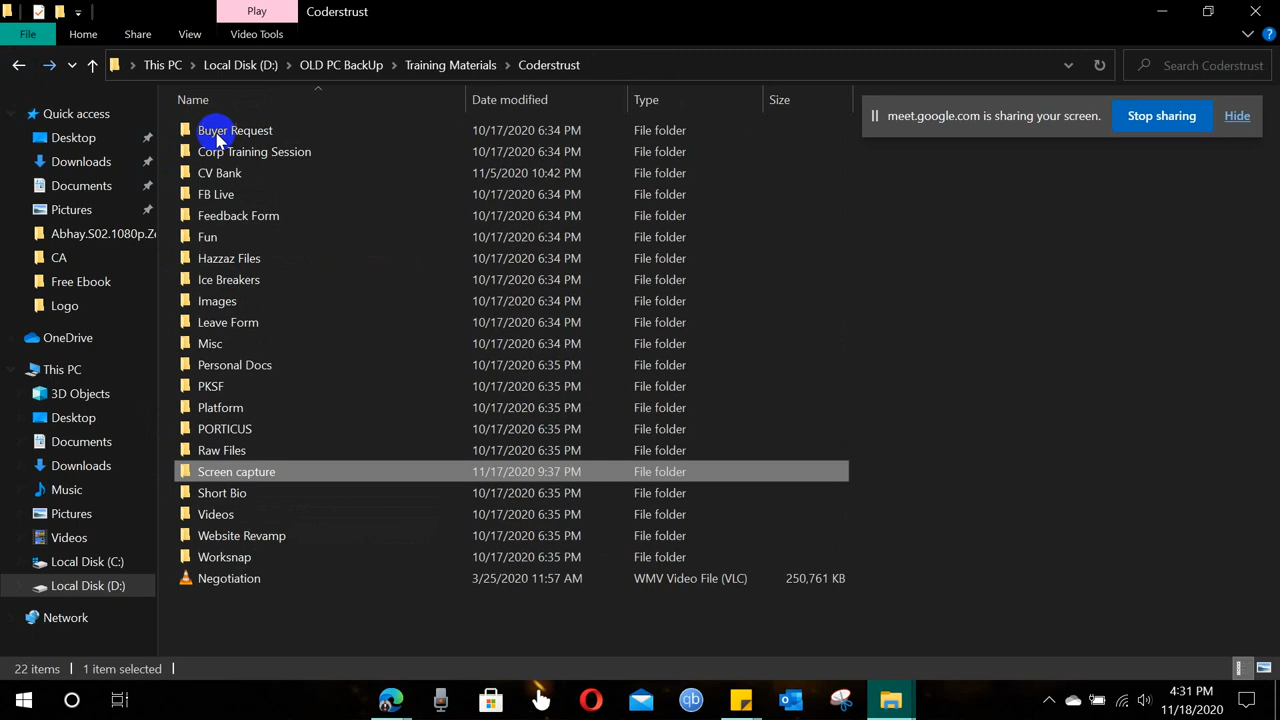 Play
Coderstrust
File
Home
Share
View
Video Tools
This PC
Local Disk (D:)
OLD PC BackUp
Training Materials
Coderstrust
Search Coderstrust
Name
Date modified
Type
Size
meet.google.com is sharing your screen.
Stop sharing
Hide
Quick access
Desktop
Downloads
Documents
Pictures
Abhay.S02.1080p.Ze
CA
Free Ebook
Logo
OneDrive
This PC
3D Objects
Desktop
Documents
Downloads
Music
Pictures
Videos
Local Disk (C:)
Local Disk (D:)
Network
Buyer Request 10/17/2020 6:34 PM File folder
Corp Training Session 10/17/2020 6:34 PM File folder
CV Bank 11/5/2020 10:42 PM File folder
FB Live 10/17/2020 6:34 PM File folder
Feedback Form 10/17/2020 6:34 PM File folder
Fun 10/17/2020 6:34 PM File folder
Hazzaz Files 10/17/2020 6:34 PM File folder
Ice Breakers 10/17/2020 6:34 PM File folder
Images 10/17/2020 6:34 PM File folder
Leave Form 10/17/2020 6:34 PM File folder
Misc 10/17/2020 6:34 PM File folder
Personal Docs 10/17/2020 6:35 PM File folder
PKSF 10/17/2020 6:35 PM File folder
Platform 10/17/2020 6:35 PM File folder
PORTICUS 10/17/2020 6:35 PM File folder
Raw Files 10/17/2020 6:35 PM File folder
Screen capture 11/17/2020 9:37 PM File folder
Short Bio 10/17/2020 6:35 PM File folder
Videos 10/17/2020 6:35 PM File folder
Website Revamp 10/17/2020 6:35 PM File folder
Worksnap 10/17/2020 6:35 PM File folder
Negotiation 3/25/2020 11:57 AM WMV Video File (VLC) 250,761 KB
22 items
1 item selected
qb
4:31 PM
11/18/2020